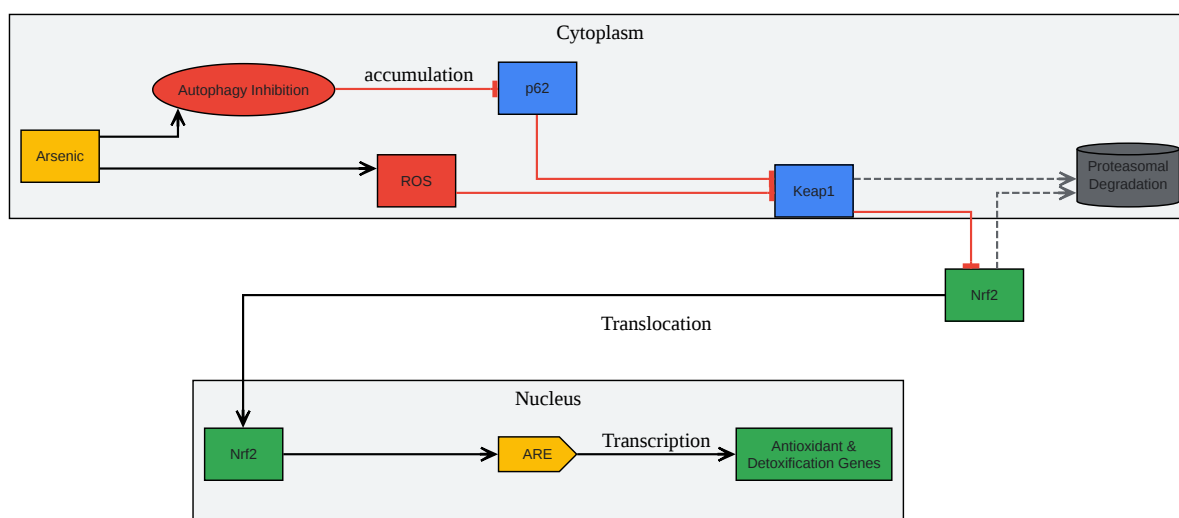 Cytoplasm
accumulation
Autophagy Inhibition
p62
Arsenic
ROS
Keap1
Proteasomal
Degradation
Nrf2
Translocation
Nucleus
Nrf2
ARE
Transcription
Antioxidant &
Detoxification Genes